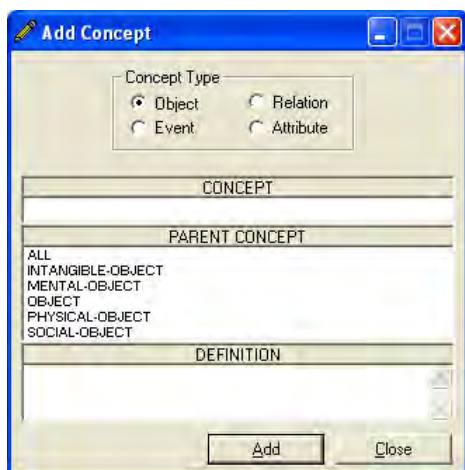 Add Concept
Concept Type
Object Relation
Event Attribute
CONCEPT
PARENT CONCEPT
ALL
INTANGIBLE-OBJECT
MENTAL-OBJECT
OBJECT
PHYSICAL-OBJECT
SOCIAL-OBJECT
DEFINITION
Add Close